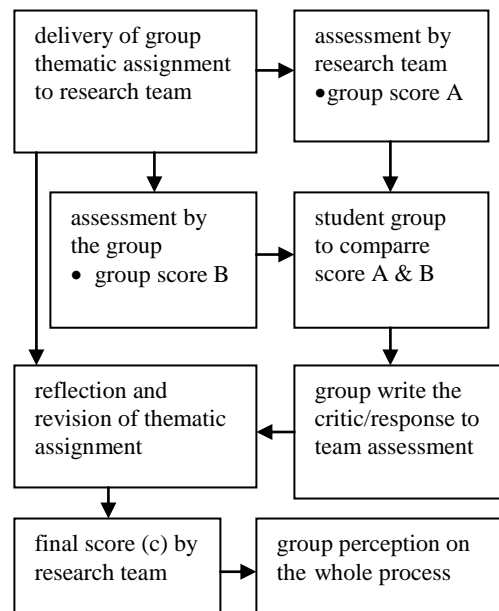 delivery of group
thematic assignment
to research team
assessment by
research team
•group score A
assessment by
the group
• group score B
student group
to comparre
score A & B
reflection and
revision of thematic
assignment
group write the
critic/response to
team assessment
final score (c) by
research team
group perception on
the whole process